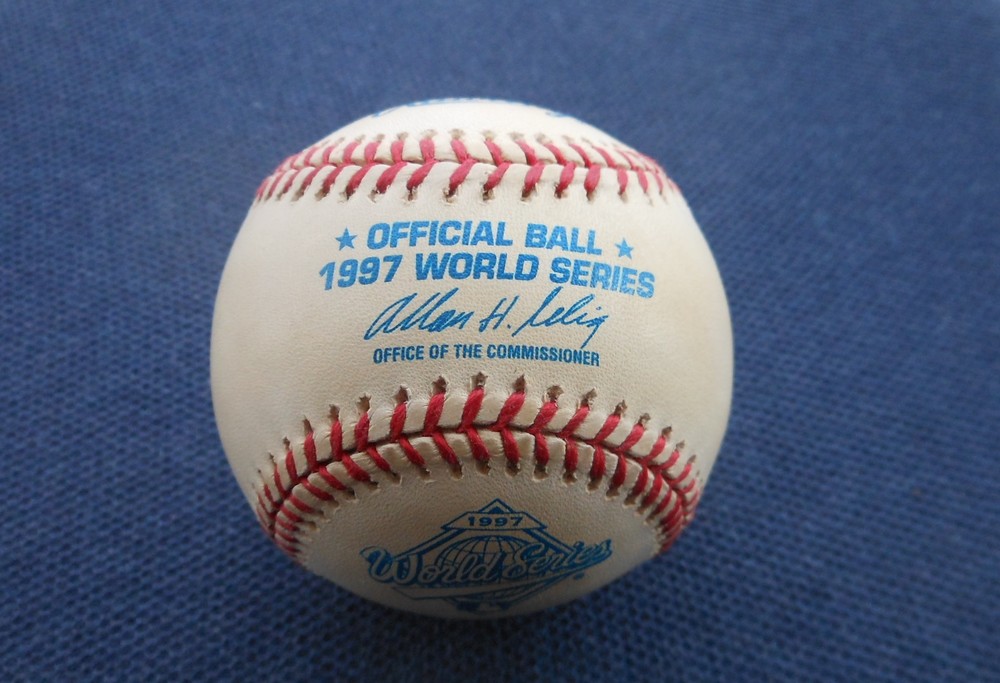 ★ OFFICIAL BALL ★
1997 WORLD SERIES
Allan H. Selig
OFFICE OF THE COMMISSIONER
1997
World Series